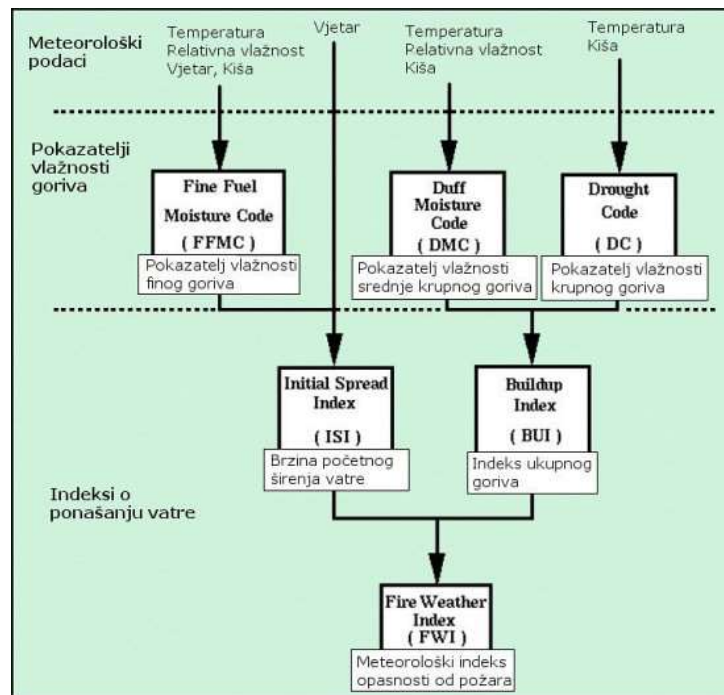 Meteorološki
podaci
Temperatura
Relativna vlažnost
Vjetar, Kiša
Vjetar
Temperatura
Relativna vlažnost
Kiša
Temperatura
Kiša
Pokazatelji
vlažnosti
goriva
Fine Fuel
Moisture Code
( FFMC )
Pokazatelj vlažnosti
finog goriva
Duff
Moisture Code
( DMC )
Pokazatelj vlažnosti
srednje krupnog goriva
Drought
Code
( DC )
Pokazatelj vlažnosti
krupnog goriva
Initial Spread
Index
( ISI )
Brzina početnog
širenja vatre
Buildup
Index
( BUI )
Indeks ukupnog
goriva
Indeksi o
ponašanju vatre
Fire Weather
Index
( FWI )
Meteorološki indeks
opasnosti od požara